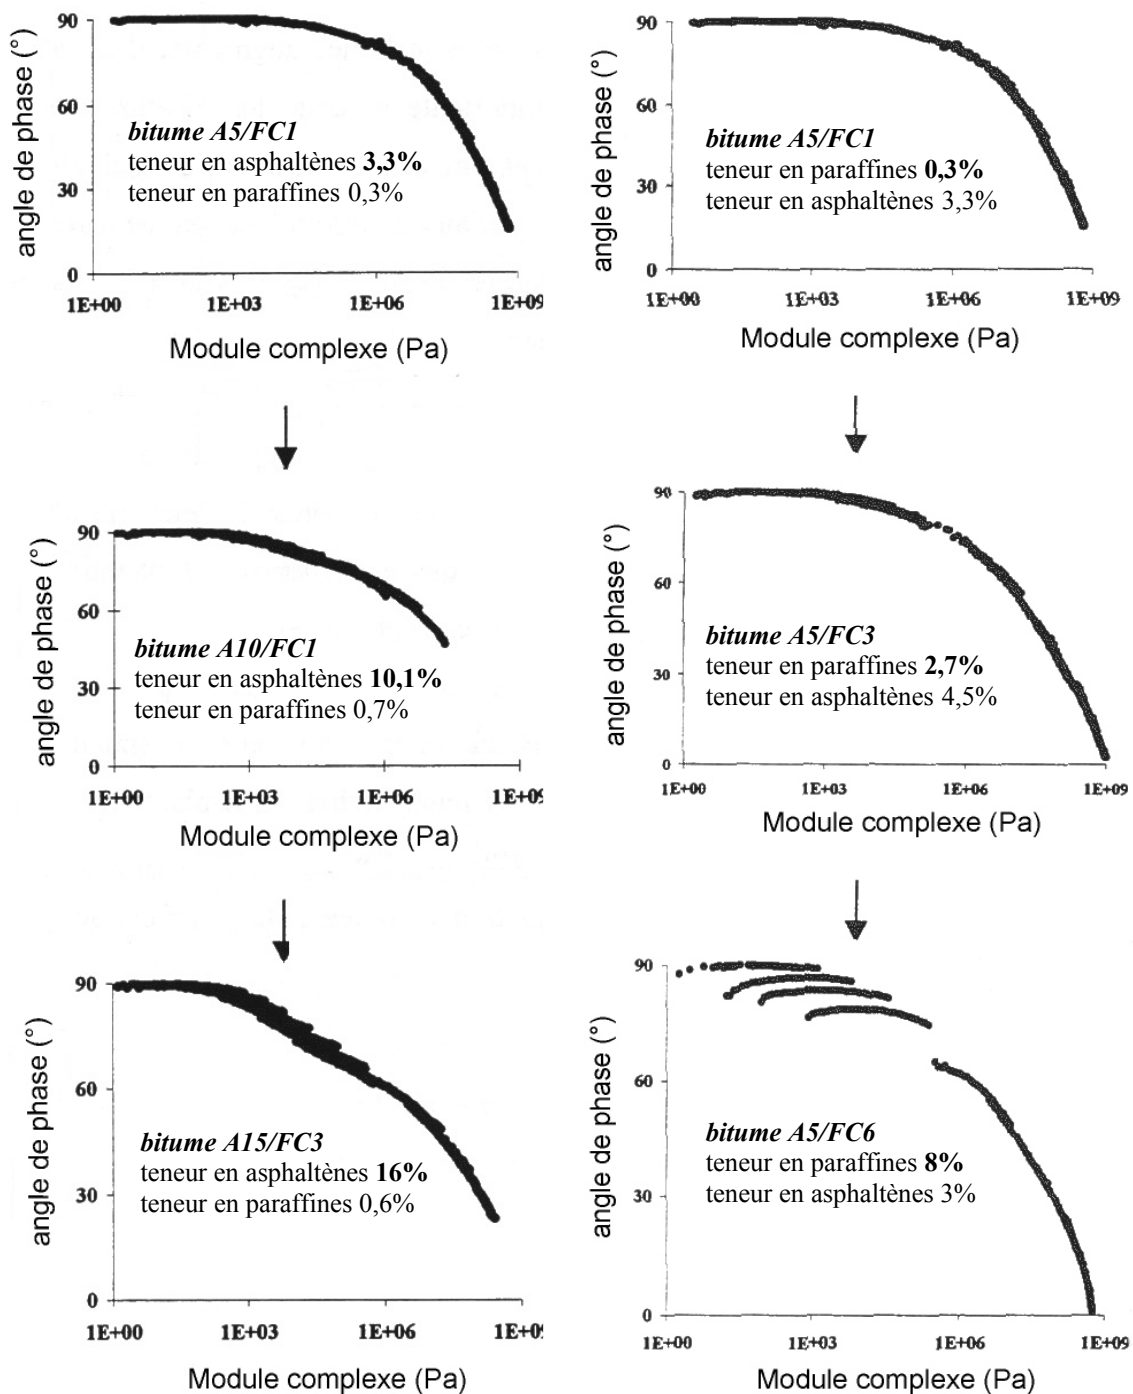 angle de phase (°)
90
60
30
0
bitume A5/FC1
teneur en asphaltènes 3,3%
teneur en paraffines 0,3%
1E+00 1E+03 1E+06 1E+09
Module complexe (Pa)
angle de phase (°)
90
60
30
0
bitume A5/FC1
teneur en paraffines 0,3%
teneur en asphaltènes 3,3%
1E+00 1E+03 1E+06 1E+09
Module complexe (Pa)
angle de phase (°)
90
60
30
0
bitume A10/FC1
teneur en asphaltènes 10,1%
teneur en paraffines 0,7%
1E+00 1E+03 1E+06 1E+09
Module complexe (Pa)
angle de phase (°)
90
60
30
0
bitume A5/FC3
teneur en paraffines 2,7%
teneur en asphaltènes 4,5%
1E+00 1E+03 1E+06 1E+09
Module complexe (Pa)
angle de phase (°)
90
60
30
0
bitume A15/FC3
teneur en asphaltènes 16%
teneur en paraffines 0,6%
1E+00 1E+03 1E+06 1E+09
Module complexe (Pa)
angle de phase (°)
90
60
30
0
bitume A5/FC6
teneur en paraffines 8%
teneur en asphaltènes 3%
1E+00 1E+03 1E+06 1E+09
Module complexe (Pa)